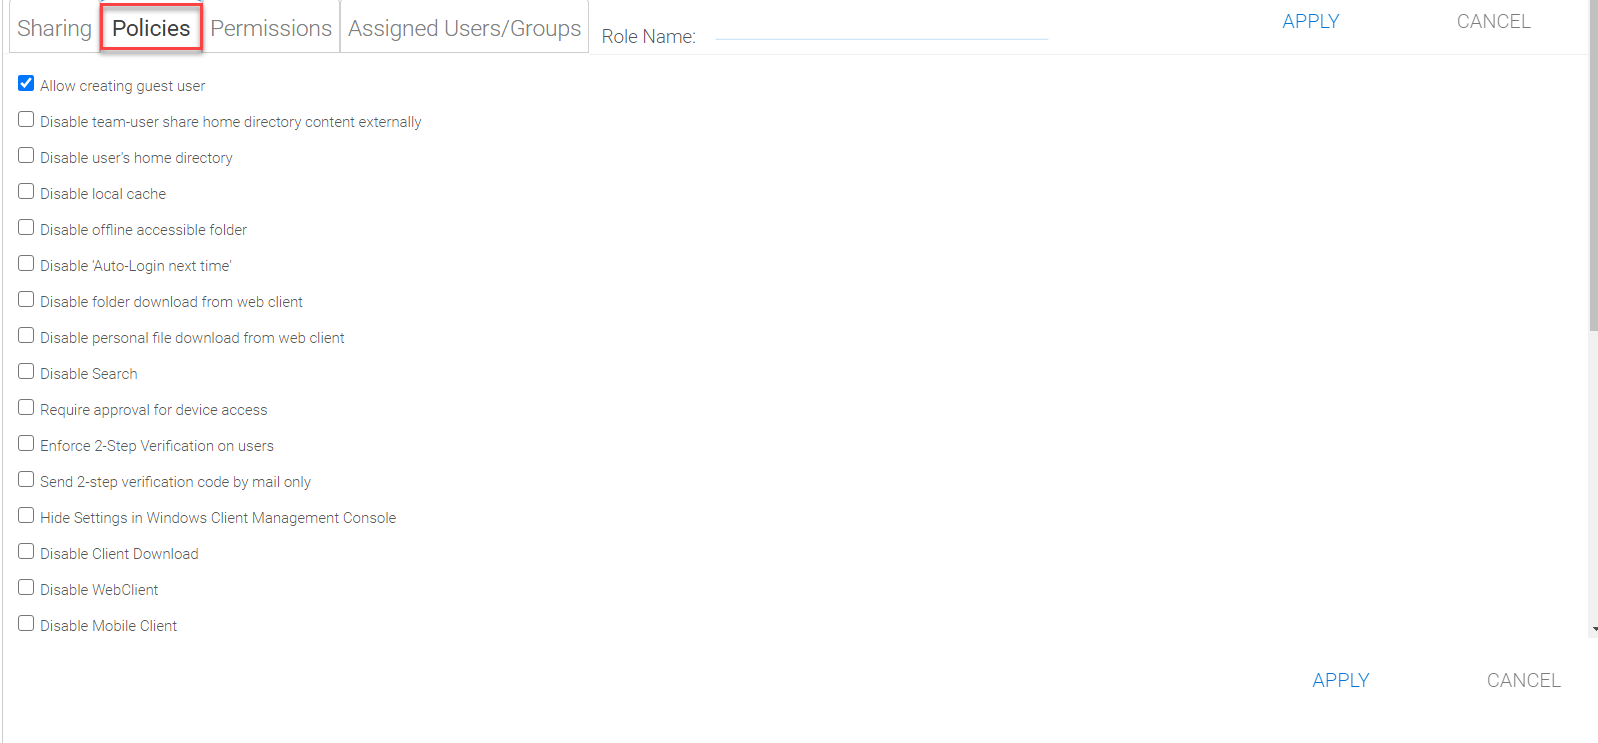 Sharing Policies Permissions Assigned Users/Groups Role Name: APPLY CANCEL
Allow creating guest user
Disable team-user share home directory content externally
Disable user's home directory
Disable local cache
Disable offline accessible folder
Disable 'Auto-Login next time'
Disable folder download from web client
Disable personal file download from web client
Disable Search
Require approval for device access
Enforce 2-Step Verification on users
Send 2-step verification code by mail only
Hide Settings in Windows Client Management Console
Disable Client Download
Disable WebClient
Disable Mobile Client
APPLY CANCEL